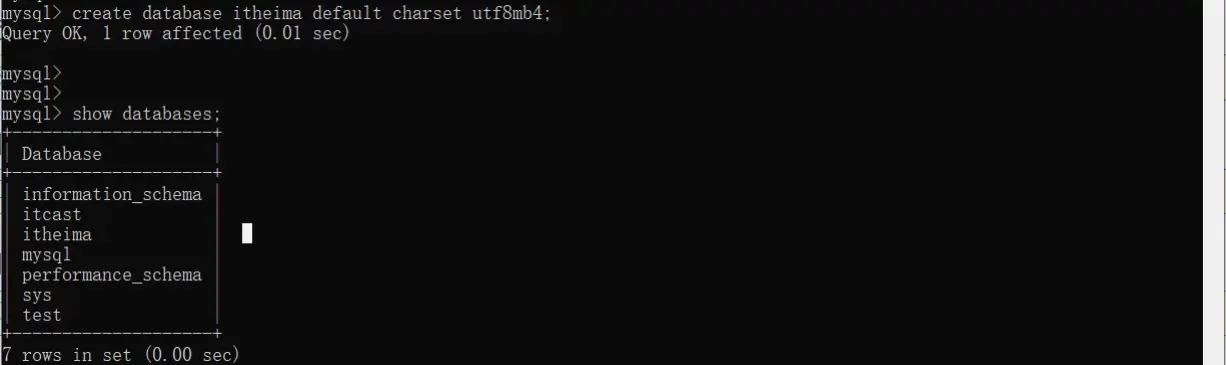 mysql> create database itheima default charset utf8mb4;
Query OK, 1 row affected (0.01 sec)
mysql>
mysql>
mysql> show databases;
+--------------------+
| Database           |
+--------------------+
| information_schema |
| itcast             |
| itheima            |
| mysql              |
| performance_schema |
| sys                |
| test               |
+--------------------+
7 rows in set (0.00 sec)